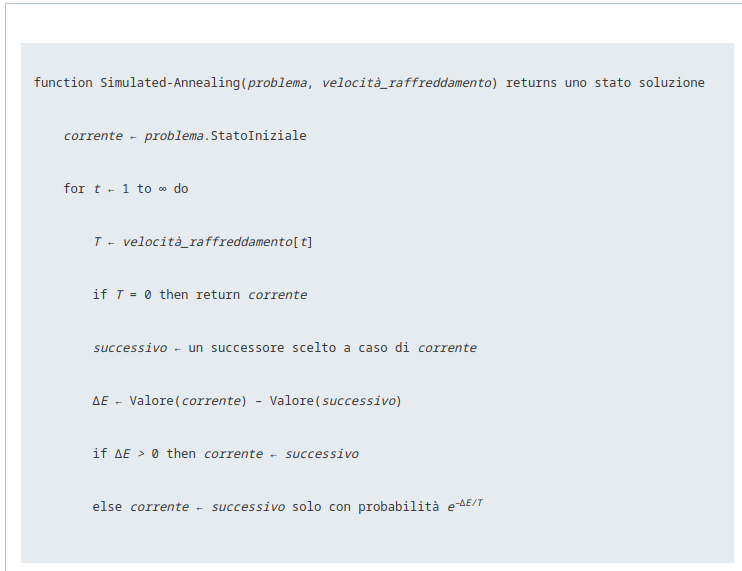 function Simulated-Annealing(problema, velocità_raffreddamento) returns uno stato soluzione
corrente ← problema.StatoIniziale
for t ← 1 to ∞ do
T ← velocità_raffreddamento[t]
if T = 0 then return corrente
successivo ← un successore scelto a caso di corrente
ΔE ← Valore(corrente) – Valore(successivo)
if ΔE > 0 then corrente ← successivo
else corrente ← successivo solo con probabilità e^-ΔE/T